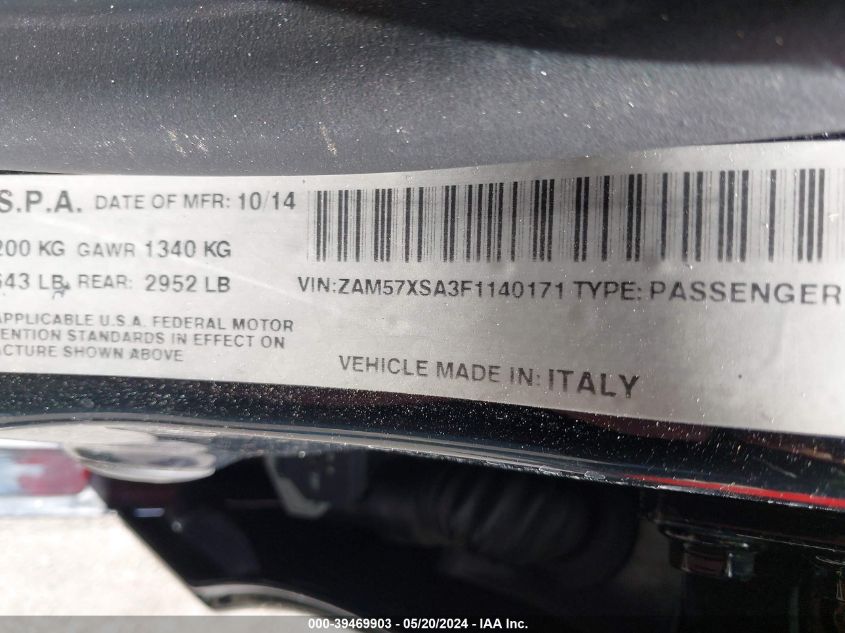 S.P.A. DATE OF MFR: 10/14
200 KG GAWR 1340 KG
643 LB REAR: 2952 LB
VIN:ZAM57XSA3F1140171 TYPE: PASSENGER
APPLICABLE U.S.A. FEDERAL MOTOR
ENTION STANDARDS IN EFFECT ON
ACTURE SHOWN ABOVE
VEHICLE MADE IN: ITALY
000-39469903 / 05/20/2024 - IAA Inc.